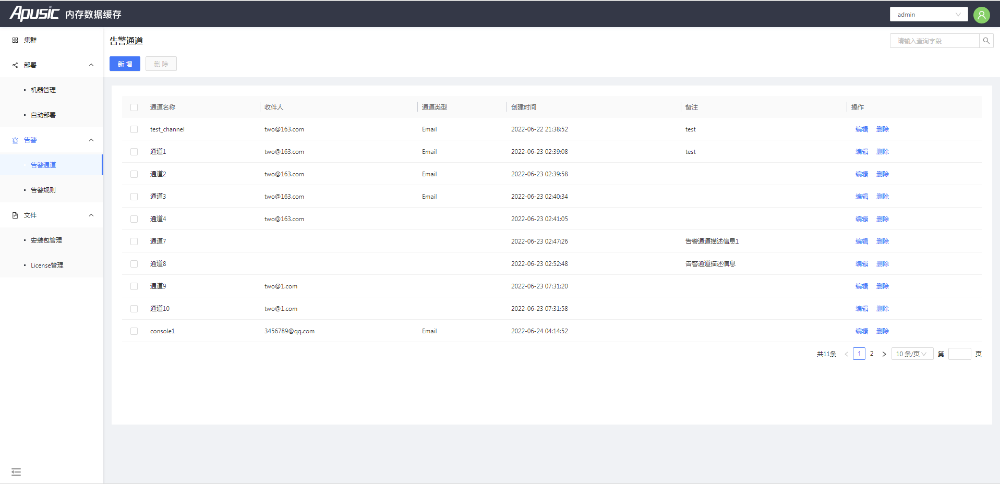 Apusic 内存数据缓存
admin
集群
部署
机器管理
自动部署
告警
告警通道
告警规则
文件
安装包管理
License管理
告警通道
请输入查询字段
新 增 删 除
通道名称 收件人 通道类型 创建时间 备注 操作
test_channel two@163.com Email 2022-06-22 21:38:52 test 编辑 删除
通道1 two@163.com Email 2022-06-23 02:39:08 test 编辑 删除
通道2 two@163.com Email 2022-06-23 02:39:58 编辑 删除
通道3 two@163.com Email 2022-06-23 02:40:34 编辑 删除
通道4 two@163.com 2022-06-23 02:41:05 编辑 删除
通道7 2022-06-23 02:47:26 告警通道描述信息1 编辑 删除
通道8 2022-06-23 02:52:48 告警通道描述信息 编辑 删除
通道9 two@1.com 2022-06-23 07:31:20 编辑 删除
通道10 two@1.com 2022-06-23 07:31:58 编辑 删除
console1 3456789@qq.com Email 2022-06-24 04:14:52 编辑 删除
共11条 < 1 2 > 10 条/页 第 页